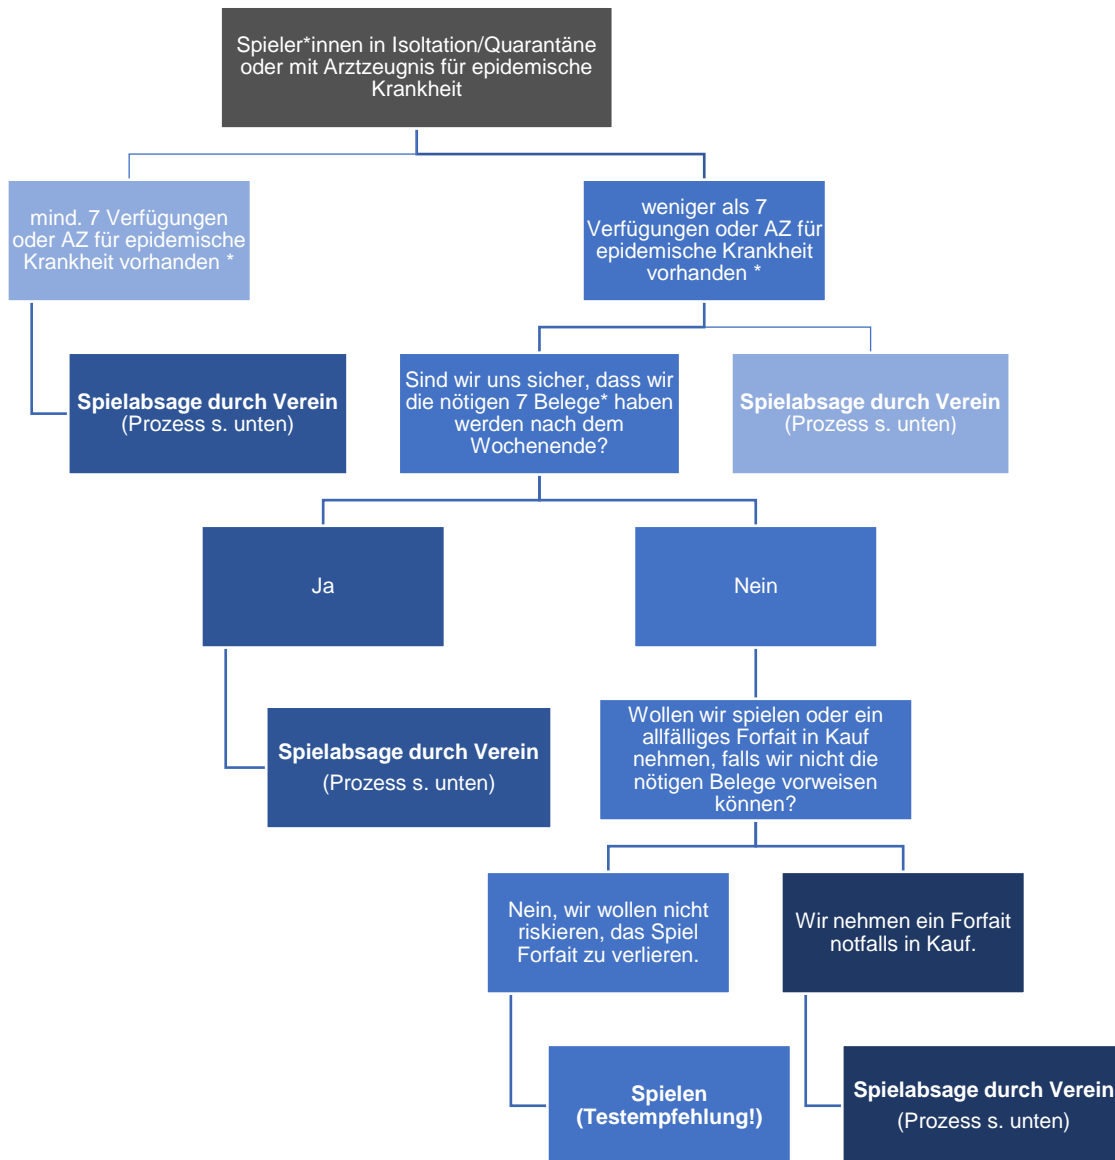 Spieler*innen in Isoltation/Quarantäne
oder mit Arztzeugnis für epidemische
Krankheit
mind. 7 Verfügungen
oder AZ für epidemische
Krankheit vorhanden *
weniger als 7
Verfügungen oder AZ für
epidemische Krankheit
vorhanden *
Spielabsage durch Verein
(Prozess s. unten)
Sind wir uns sicher, dass wir
die nötigen 7 Belege* haben
werden nach dem
Wochenende?
Spielabsage durch Verein
(Prozess s. unten)
Ja
Nein
Spielabsage durch Verein
(Prozess s. unten)
Wollen wir spielen oder ein
allfälliges Forfait in Kauf
nehmen, falls wir nicht die
nötigen Belege vorweisen
können?
Nein, wir wollen nicht
riskieren, das Spiel
Forfait zu verlieren.
Wir nehmen ein Forfait
notfalls in Kauf.
Spielen
(Testempfehlung!)
Spielabsage durch Verein
(Prozess s. unten)